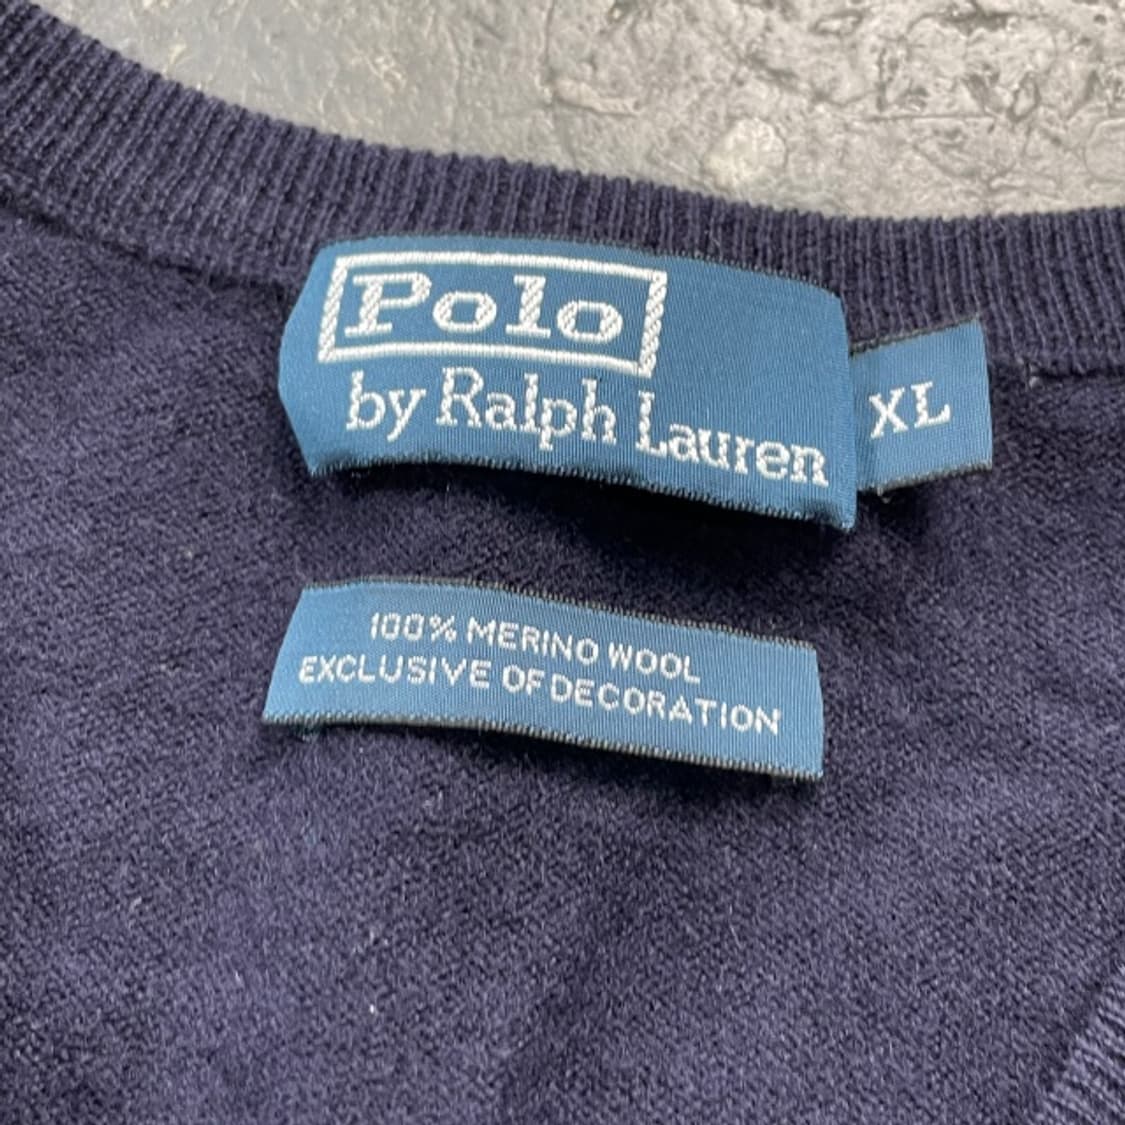 Polo
by Ralph Lauren
XL
100% MERINO WOOL
EXCLUSIVE OF DECORATION